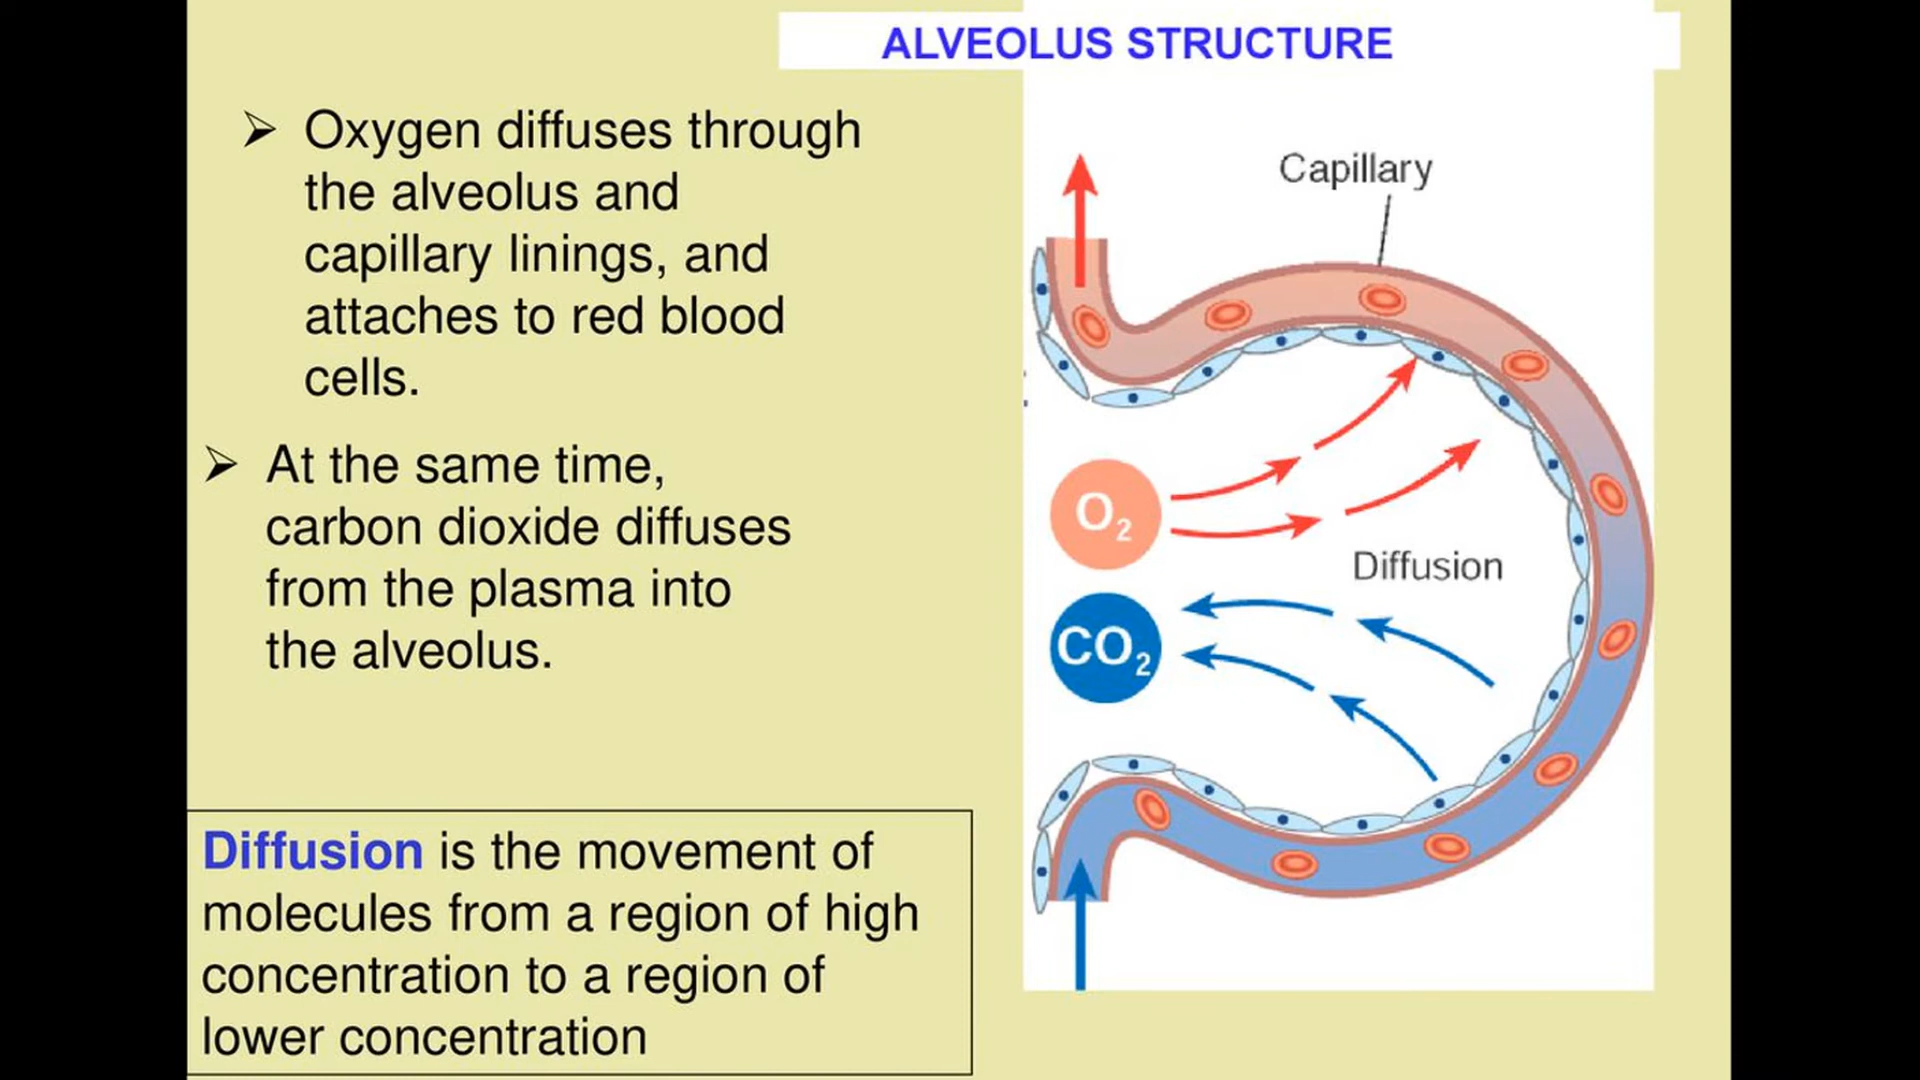 ALVEOLUS STRUCTURE
➢ Oxygen diffuses through
the alveolus and
capillary linings, and
attaches to red blood
cells.
➢ At the same time,
carbon dioxide diffuses
from the plasma into
the alveolus.
Diffusion is the movement of
molecules from a region of high
concentration to a region of
lower concentration
Capillary
O₂
Diffusion
CO₂